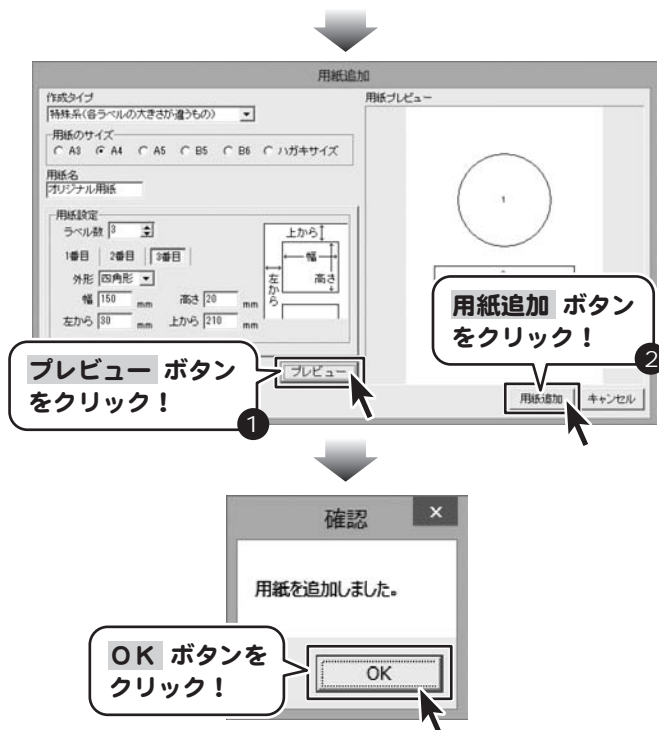 用紙追加
作成タイプ
特殊系(各ラベルの大きさが違うもの)
用紙のサイズ
A3 A4 A5 B5 B6 ハガキサイズ
用紙名
オリジナル用紙
用紙設定
ラベル数 3
1番目 2番目 3番目
外形 四角形
幅 150 mm 高さ 20 mm
左から 30 mm 上から 210 mm
上から
幅
高さ
左から
プレビュー
用紙プレビュー
1
用紙追加 キャンセル
プレビュー ボタン
をクリック！
1
用紙追加 ボタン
をクリック！
2
確認
×
用紙を追加しました。
OK
OK ボタンを
クリック！